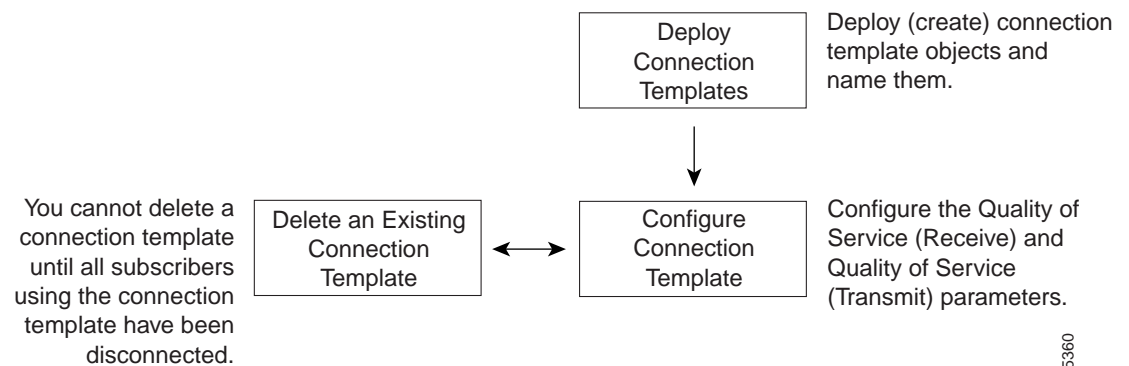 Deploy
Connection
Templates
Deploy (create) connection
template objects and
name them.
You cannot delete a
connection template
until all subscribers
using the connection
template have been
disconnected.
Delete an Existing
Connection
Template
Configure
Connection
Template
Configure the Quality of
Service (Receive) and
Quality of Service
(Transmit) parameters.
5360